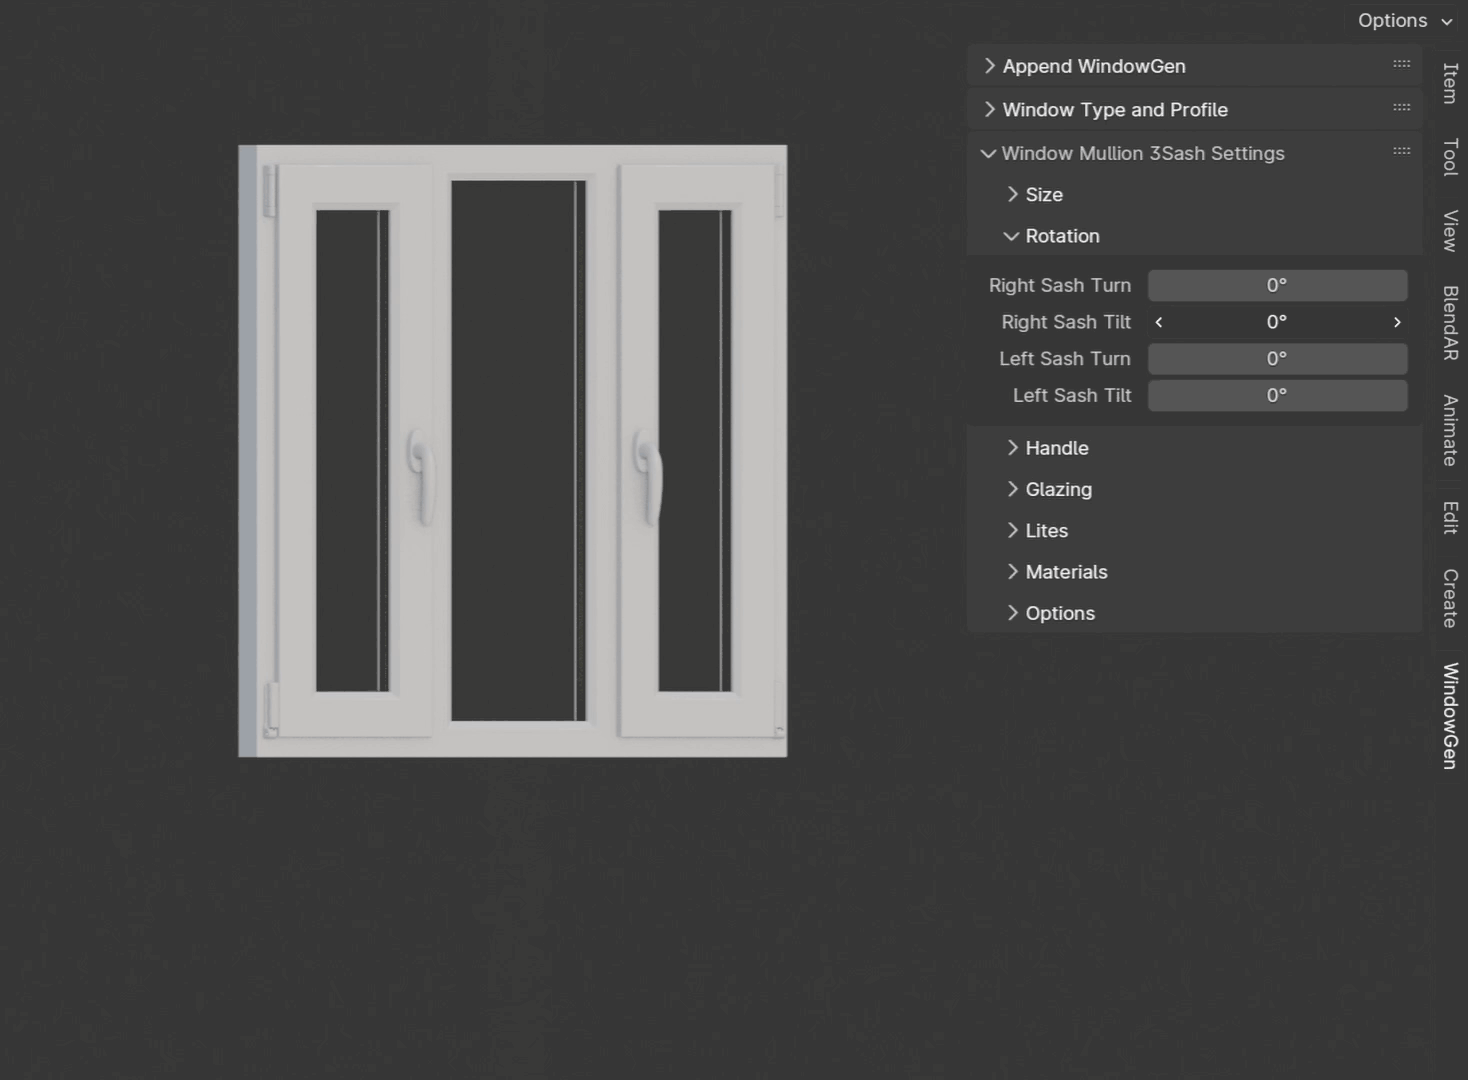 Options
Append WindowGen
Window Type and Profile
Window Mullion 3Sash Settings
Size
Rotation
Right Sash Turn 0°
Right Sash Tilt 0°
Left Sash Turn 0°
Left Sash Tilt 0°
Handle
Glazing
Lites
Materials
Options
Item
Tool
View
BlendAR
Animate
Edit
Create
WindowGen